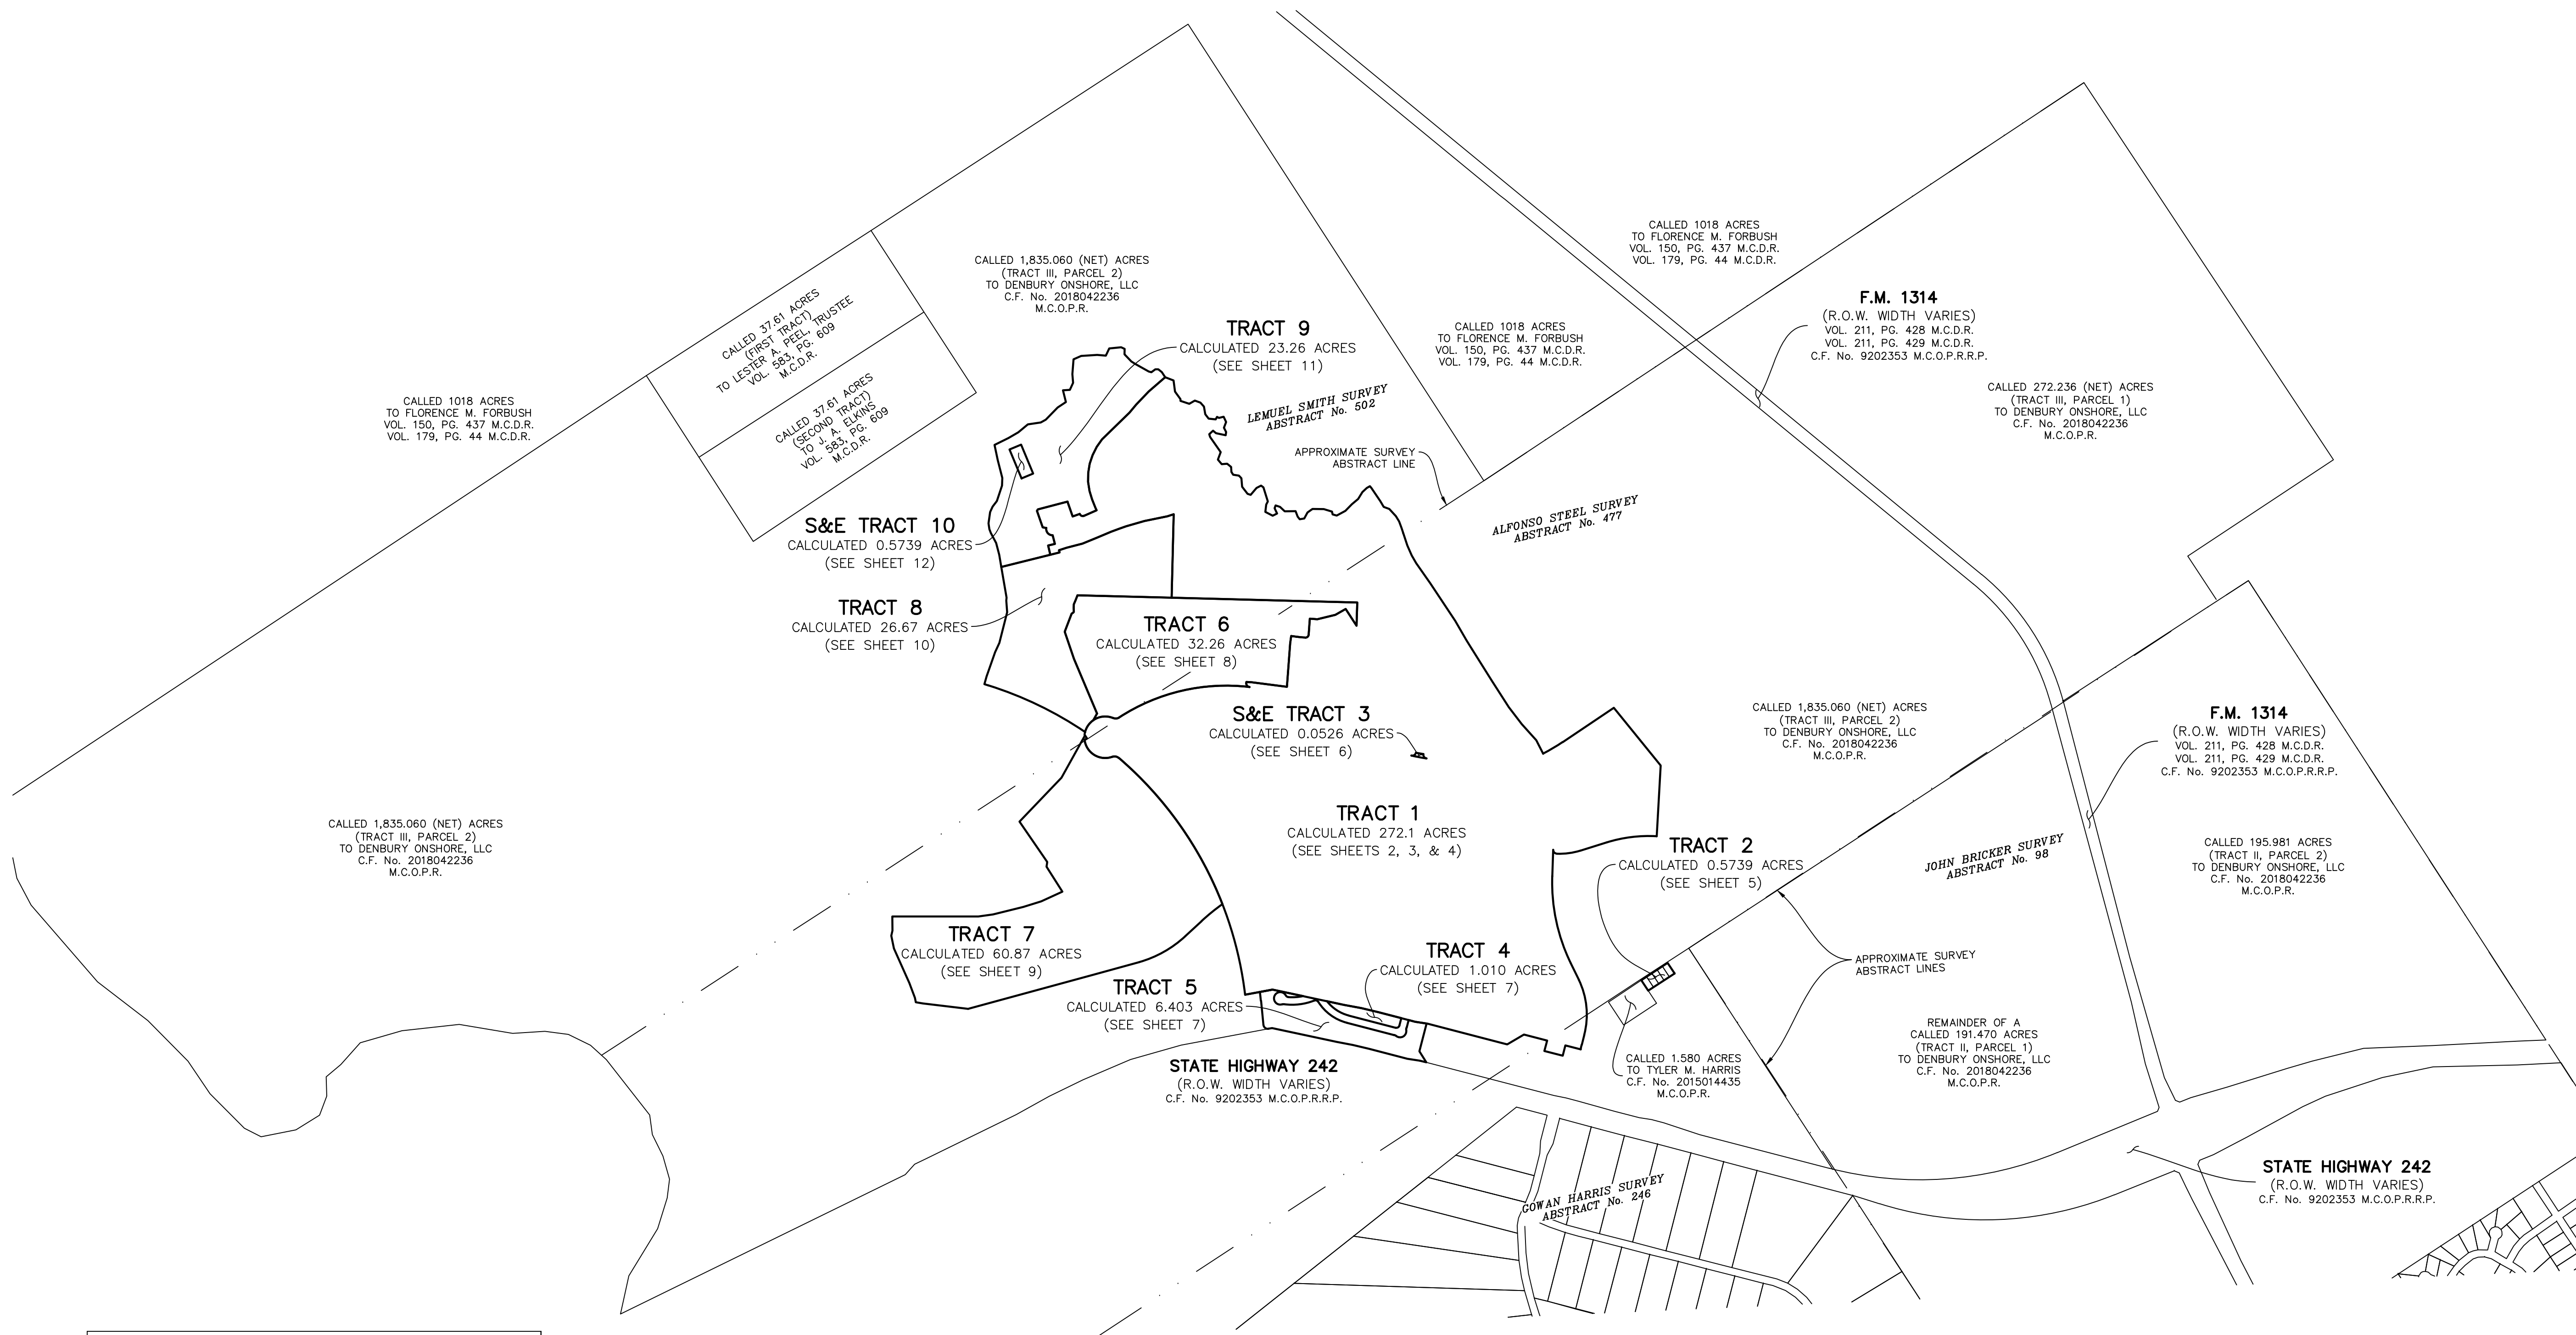 CALLED 1018 ACRES
TO FLORENCE M. FORBUSH
VOL. 150, PG. 437 M.C.D.R.
VOL. 179, PG. 44 M.C.D.R.
CALLED 37.61 ACRES
(FIRST TRACT)
TO LESTER A. PEEL, TRUSTEE
VOL. 583, PG. 609
M.C.D.R.
CALLED 37.61 ACRES
(SECOND TRACT)
TO J. A. ELKINS
VOL. 583, PG. 609
M.C.D.R.
CALLED 1,835.060 (NET) ACRES
(TRACT III, PARCEL 2)
TO DENBURY ONSHORE, LLC
C.F. No. 2018042236
M.C.O.P.R.
TRACT 9
CALCULATED 23.26 ACRES
(SEE SHEET 11)
LEMUEL SMITH SURVEY
ABSTRACT No. 502
CALLED 1018 ACRES
TO FLORENCE M. FORBUSH
VOL. 150, PG. 437 M.C.D.R.
VOL. 179, PG. 44 M.C.D.R.
CALLED 1018 ACRES
TO FLORENCE M. FORBUSH
VOL. 150, PG. 437 M.C.D.R.
VOL. 179, PG. 44 M.C.D.R.
F.M. 1314
(R.O.W. WIDTH VARIES)
VOL. 211, PG. 428 M.C.D.R.
VOL. 211, PG. 429 M.C.D.R.
C.F. No. 9202353 M.C.O.P.R.R.P.
CALLED 272.236 (NET) ACRES
(TRACT III, PARCEL 1)
TO DENBURY ONSHORE, LLC
C.F. No. 2018042236
M.C.O.P.R.
APPROXIMATE SURVEY
ABSTRACT LINE
ALFONSO STEEL SURVEY
ABSTRACT No. 477
S&E TRACT 10
CALCULATED 0.5739 ACRES
(SEE SHEET 12)
TRACT 8
CALCULATED 26.67 ACRES
(SEE SHEET 10)
TRACT 6
CALCULATED 32.26 ACRES
(SEE SHEET 8)
S&E TRACT 3
CALCULATED 0.0526 ACRES
(SEE SHEET 6)
TRACT 1
CALCULATED 272.1 ACRES
(SEE SHEETS 2, 3, & 4)
CALLED 1,835.060 (NET) ACRES
(TRACT III, PARCEL 2)
TO DENBURY ONSHORE, LLC
C.F. No. 2018042236
M.C.O.P.R.
F.M. 1314
(R.O.W. WIDTH VARIES)
VOL. 211, PG. 428 M.C.D.R.
VOL. 211, PG. 429 M.C.D.R.
C.F. No. 9202353 M.C.O.P.R.R.P.
CALLED 1,835.060 (NET) ACRES
(TRACT III, PARCEL 2)
TO DENBURY ONSHORE, LLC
C.F. No. 2018042236
M.C.O.P.R.
TRACT 2
CALCULATED 0.5739 ACRES
(SEE SHEET 5)
JOHN BRICKER SURVEY
ABSTRACT No. 98
CALLED 195.981 ACRES
(TRACT II, PARCEL 2)
TO DENBURY ONSHORE, LLC
C.F. No. 2018042236
M.C.O.P.R.
TRACT 7
CALCULATED 60.87 ACRES
(SEE SHEET 9)
TRACT 5
CALCULATED 6.403 ACRES
(SEE SHEET 7)
TRACT 4
CALCULATED 1.010 ACRES
(SEE SHEET 7)
APPROXIMATE SURVEY
ABSTRACT LINES
STATE HIGHWAY 242
(R.O.W. WIDTH VARIES)
C.F. No. 9202353 M.C.O.P.R.R.P.
CALLED 1.580 ACRES
TO TYLER M. HARRIS
C.F. No. 2015014435
M.C.O.P.R.
REMAINDER OF A
CALLED 191.470 ACRES
(TRACT II, PARCEL 1)
TO DENBURY ONSHORE, LLC
C.F. No. 2018042236
M.C.O.P.R.
GOWAN HARRIS SURVEY
ABSTRACT No. 246
STATE HIGHWAY 242
(R.O.W. WIDTH VARIES)
C.F. No. 9202353 M.C.O.P.R.R.P.